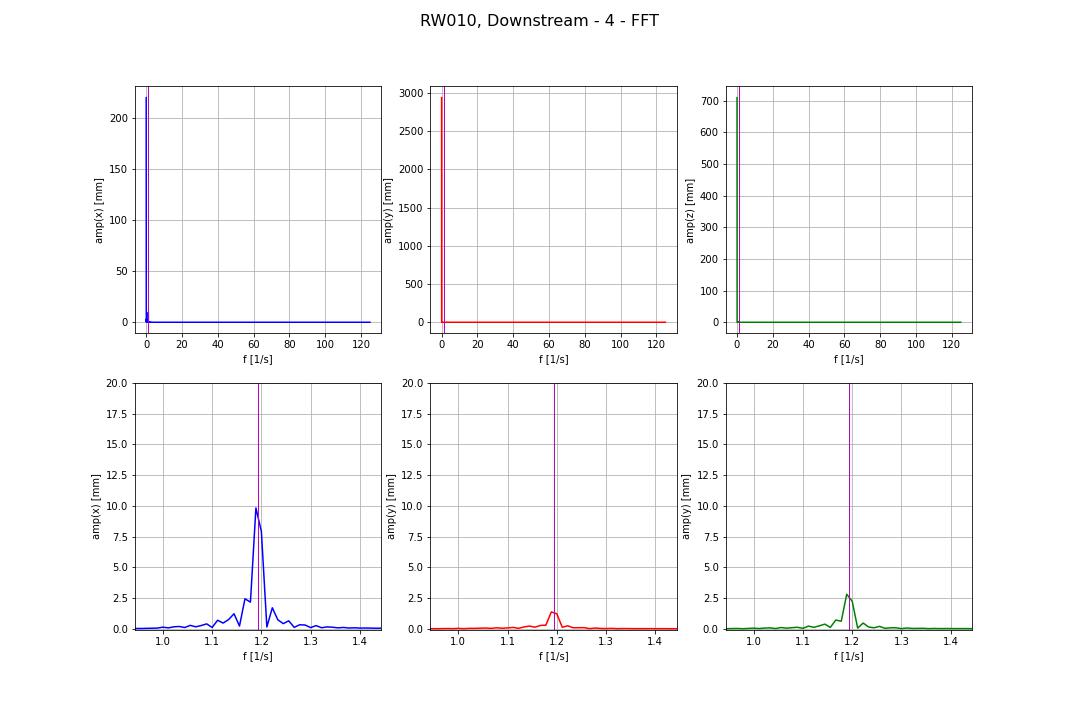 RW010, Downstream - 4 - FFT
200
150
100
50
0
amp(x) [mm]
0 20 40 60 80 100 120
f [1/s]
3000
2500
2000
1500
1000
500
0
amp(y) [mm]
0 20 40 60 80 100 120
f [1/s]
700
600
500
400
300
200
100
0
amp(z) [mm]
0 20 40 60 80 100 120
f [1/s]
20.0
17.5
15.0
12.5
10.0
7.5
5.0
2.5
0.0
amp(x) [mm]
1.0 1.1 1.2 1.3 1.4
f [1/s]
20.0
17.5
15.0
12.5
10.0
7.5
5.0
2.5
0.0
amp(y) [mm]
1.0 1.1 1.2 1.3 1.4
f [1/s]
20.0
17.5
15.0
12.5
10.0
7.5
5.0
2.5
0.0
amp(y) [mm]
1.0 1.1 1.2 1.3 1.4
f [1/s]